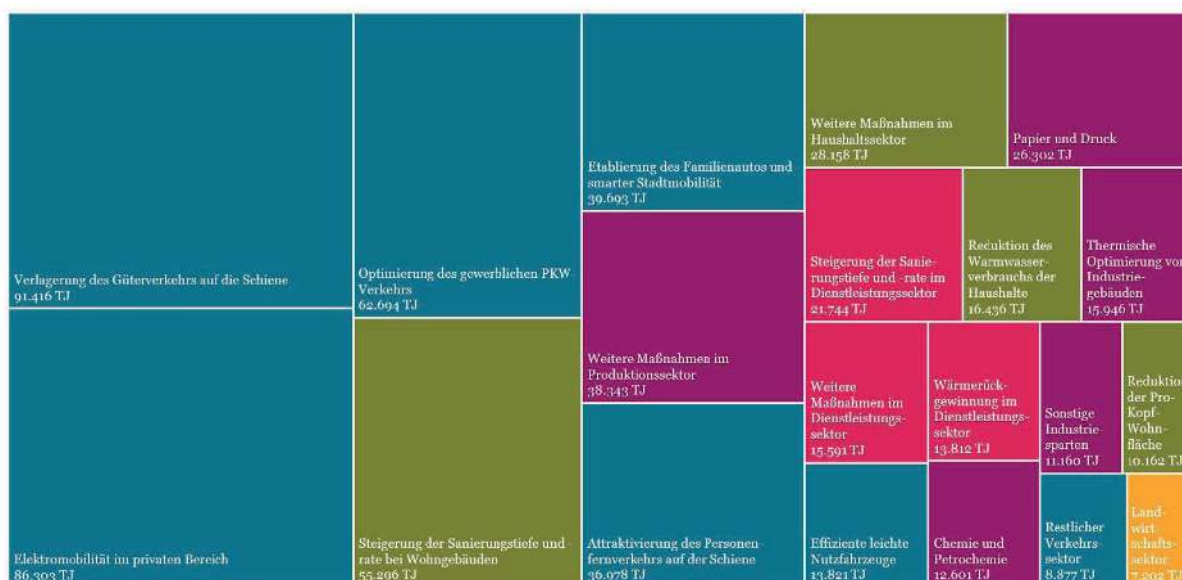 Verlagerung des Güterverkehrs auf die Schiene
91.416 TJ
Elektromobilität im privaten Bereich
86.303 TJ
Optimierung des gewerblichen PKW
Verkehrs
62.694 TJ
Steigerung der Sanierungstiefe und -
rate bei Wohngebäuden
55.296 TJ
Etablierung des Familienautos und
smarter Stadtmobilität
39.693 TJ
Weitere Maßnahmen im
Produktionssektor
38.343 TJ
Attraktivierung des Personen-
fernverkehrs auf der Schiene
36.978 TJ
Weitere Maßnahmen im
Haushaltssektor
28.158 TJ
Papier und Druck
26.302 TJ
Steigerung der Sanie-
rungstiefe und -rate im
Dienstleistungssektor
21.744 TJ
Reduktion des
Warmwasser-
verbrauchs der
Haushalte
16.436 TJ
Thermische
Optimierung von
Industrie-
gebäuden
15.946 TJ
Weitere
Maßnahmen im
Dienstleistungs-
sektor
15.591 TJ
Wärmerück-
gewinnung im
Dienstleistungs-
sektor
13.812 TJ
Sonstige
Industrie-
sparten
11.160 TJ
Reduktion
der Pro-
Kopf-
Wohn-
fläche
10.162 TJ
Effiziente leichte
Nutzfahrzeuge
13.821 TJ
Chemie und
Petrochemie
12.601 TJ
Restlicher
Verkehrs-
sektor
8.877 TJ
Land-
wirt
schafts-
sektor
7.202 TJ